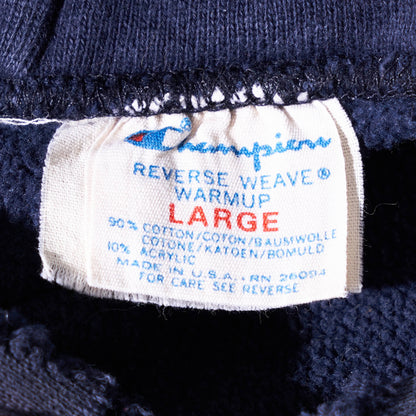 Champion
REVERSE WEAVE®
WARMUP
LARGE
90% COTTON/COTON/BAUMWOLLE
COTONE/KATOEN/BOMULD
10% ACRYLIC
MADE IN U.S.A. RN 26094
FOR CARE SEE REVERSE